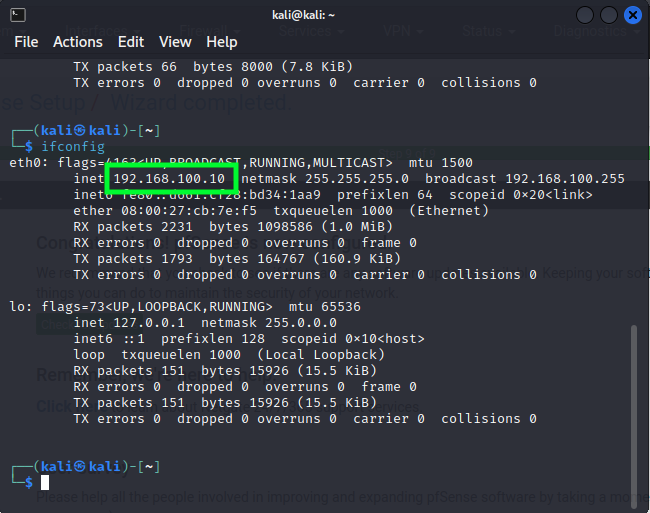 kali@kali: ~
File Actions Edit View Help
TX packets 66 bytes 8000 (7.8 KiB)
TX errors 0 dropped 0 overruns 0 carrier 0 collisions 0
┌──(kali㉿kali)-[~]
└─$ ifconfig
eth0: flags=4163<UP,BROADCAST,RUNNING,MULTICAST> mtu 1500
inet 192.168.100.10 netmask 255.255.255.0 broadcast 192.168.100.255
inet6 prefixlen 64 scopeid 0×20<link>
ether 08:00:27:cb:7e:f5 txqueuelen 1000 (Ethernet)
RX packets 2231 bytes 1098586 (1.0 MiB)
RX errors 0 dropped 0 overruns 0 frame 0
TX packets 1793 bytes 164767 (160.9 KiB)
TX errors 0 dropped 0 overruns 0 carrier 0 collisions 0
lo: flags=73<UP,LOOPBACK,RUNNING> mtu 65536
inet 127.0.0.1 netmask 255.0.0.0
inet6 ::1 prefixlen 128 scopeid 0×10<host>
loop txqueuelen 1000 (Local Loopback)
RX packets 151 bytes 15926 (15.5 KiB)
RX errors 0 dropped 0 overruns 0 frame 0
TX packets 151 bytes 15926 (15.5 KiB)
TX errors 0 dropped 0 overruns 0 carrier 0 collisions 0
┌──(kali㉿kali)-[~]
└─$